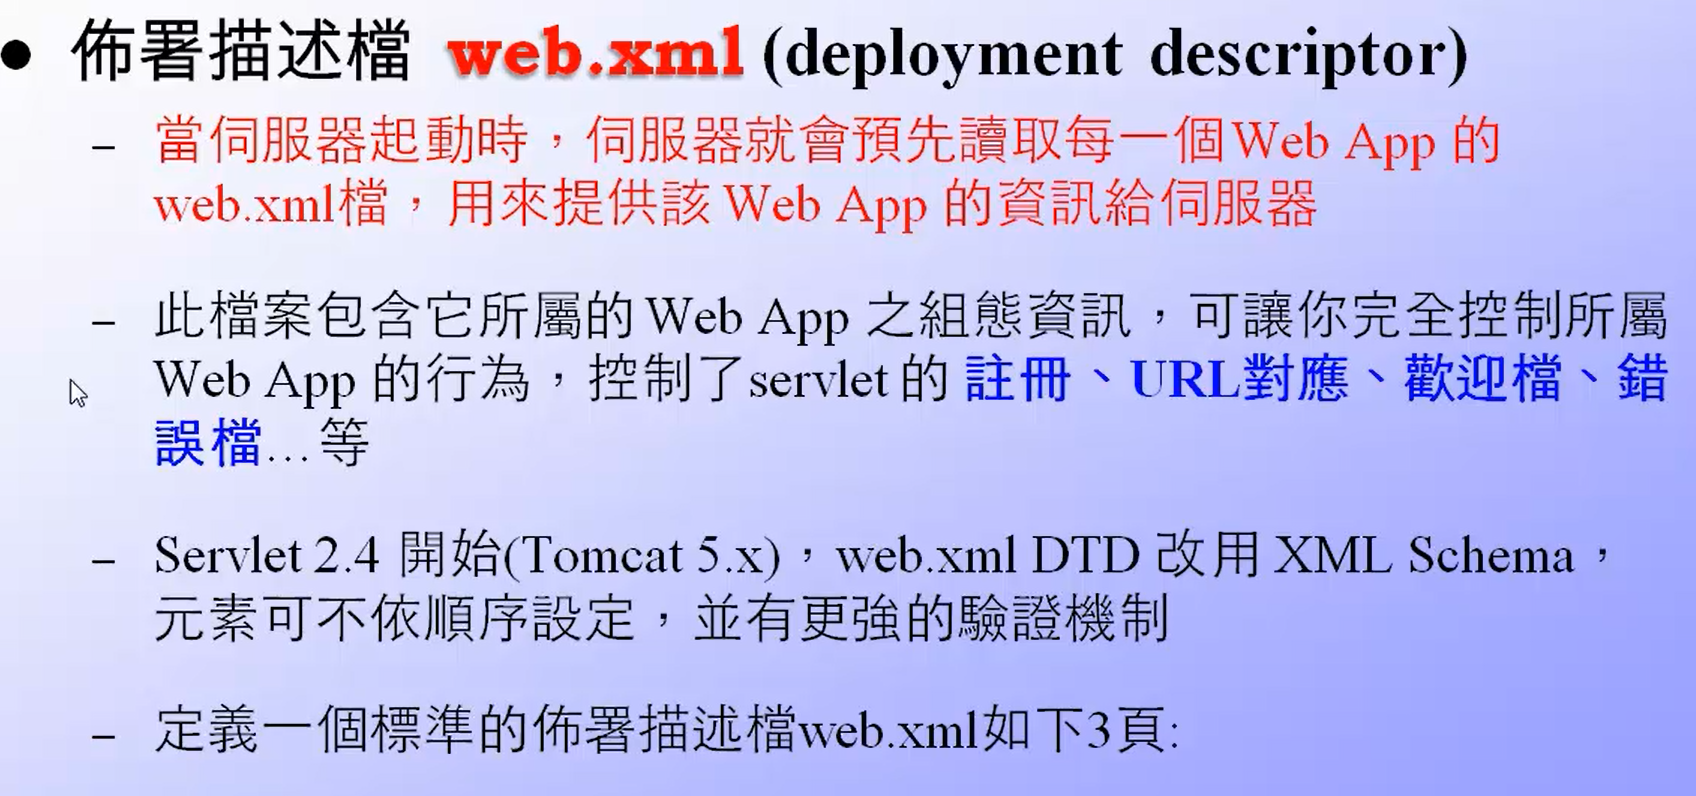 ● 佈署描述檔 web.xml (deployment descriptor)
– 當伺服器起動時，伺服器就會預先讀取每一個Web App 的
web.xml檔，用來提供該 Web App 的資訊給伺服器
– 此檔案包含它所屬的 Web App 之組態資訊，可讓你完全控制所屬
Web App 的行為，控制了servlet 的 註冊、URL對應、歡迎檔、錯
誤檔…等
– Servlet 2.4 開始(Tomcat 5.x)，web.xml DTD 改用 XML Schema，
元素可不依順序設定，並有更強的驗證機制
– 定義一個標準的佈署描述檔web.xml如下3頁: